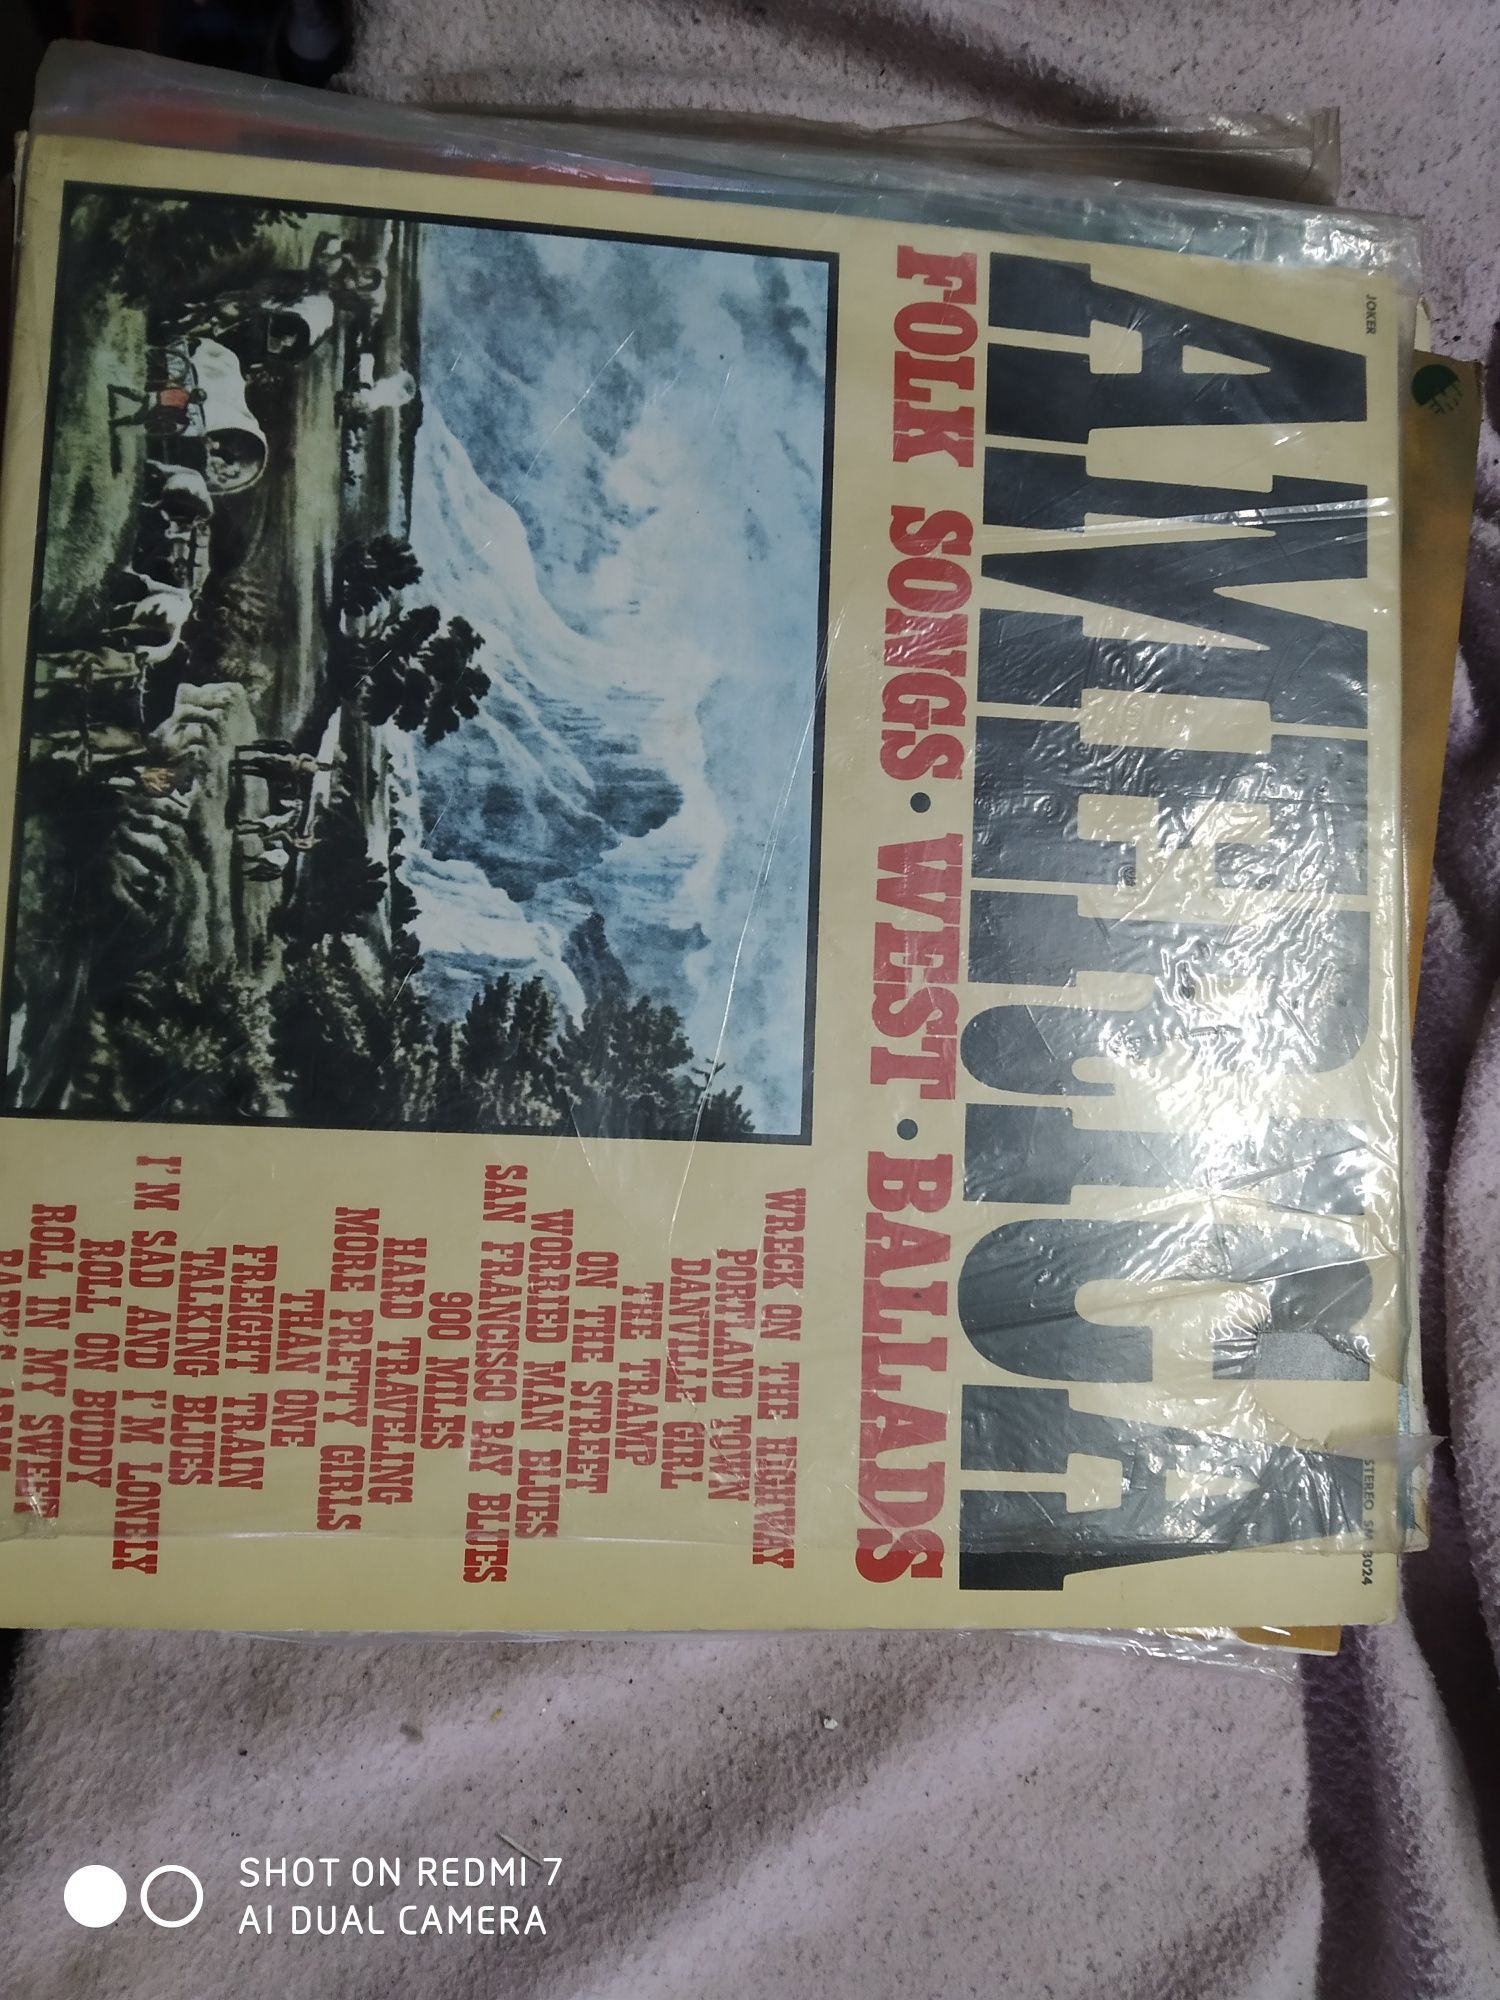 JOKER
STEREO SM 3024
AMERICA
FOLK SONGS • WEST • BALLADS
WRECK ON THE HIGHWAY
PORTLAND TOWN
DANVILLE GIRL
THE TRAMP
ON THE STREET
WORRIED MAN BLUES
SAN FRANCISCO BAY BLUES
900 MILES
HARD TRAVELING
MORE PRETTY GIRLS
THAN ONE
FREIGHT TRAIN
TALKING BLUES
I'M SAD AND I'M LONELY
ROLL ON BUDDY
ROLL IN MY SWEET
SHOT ON REDMI 7
AI DUAL CAMERA